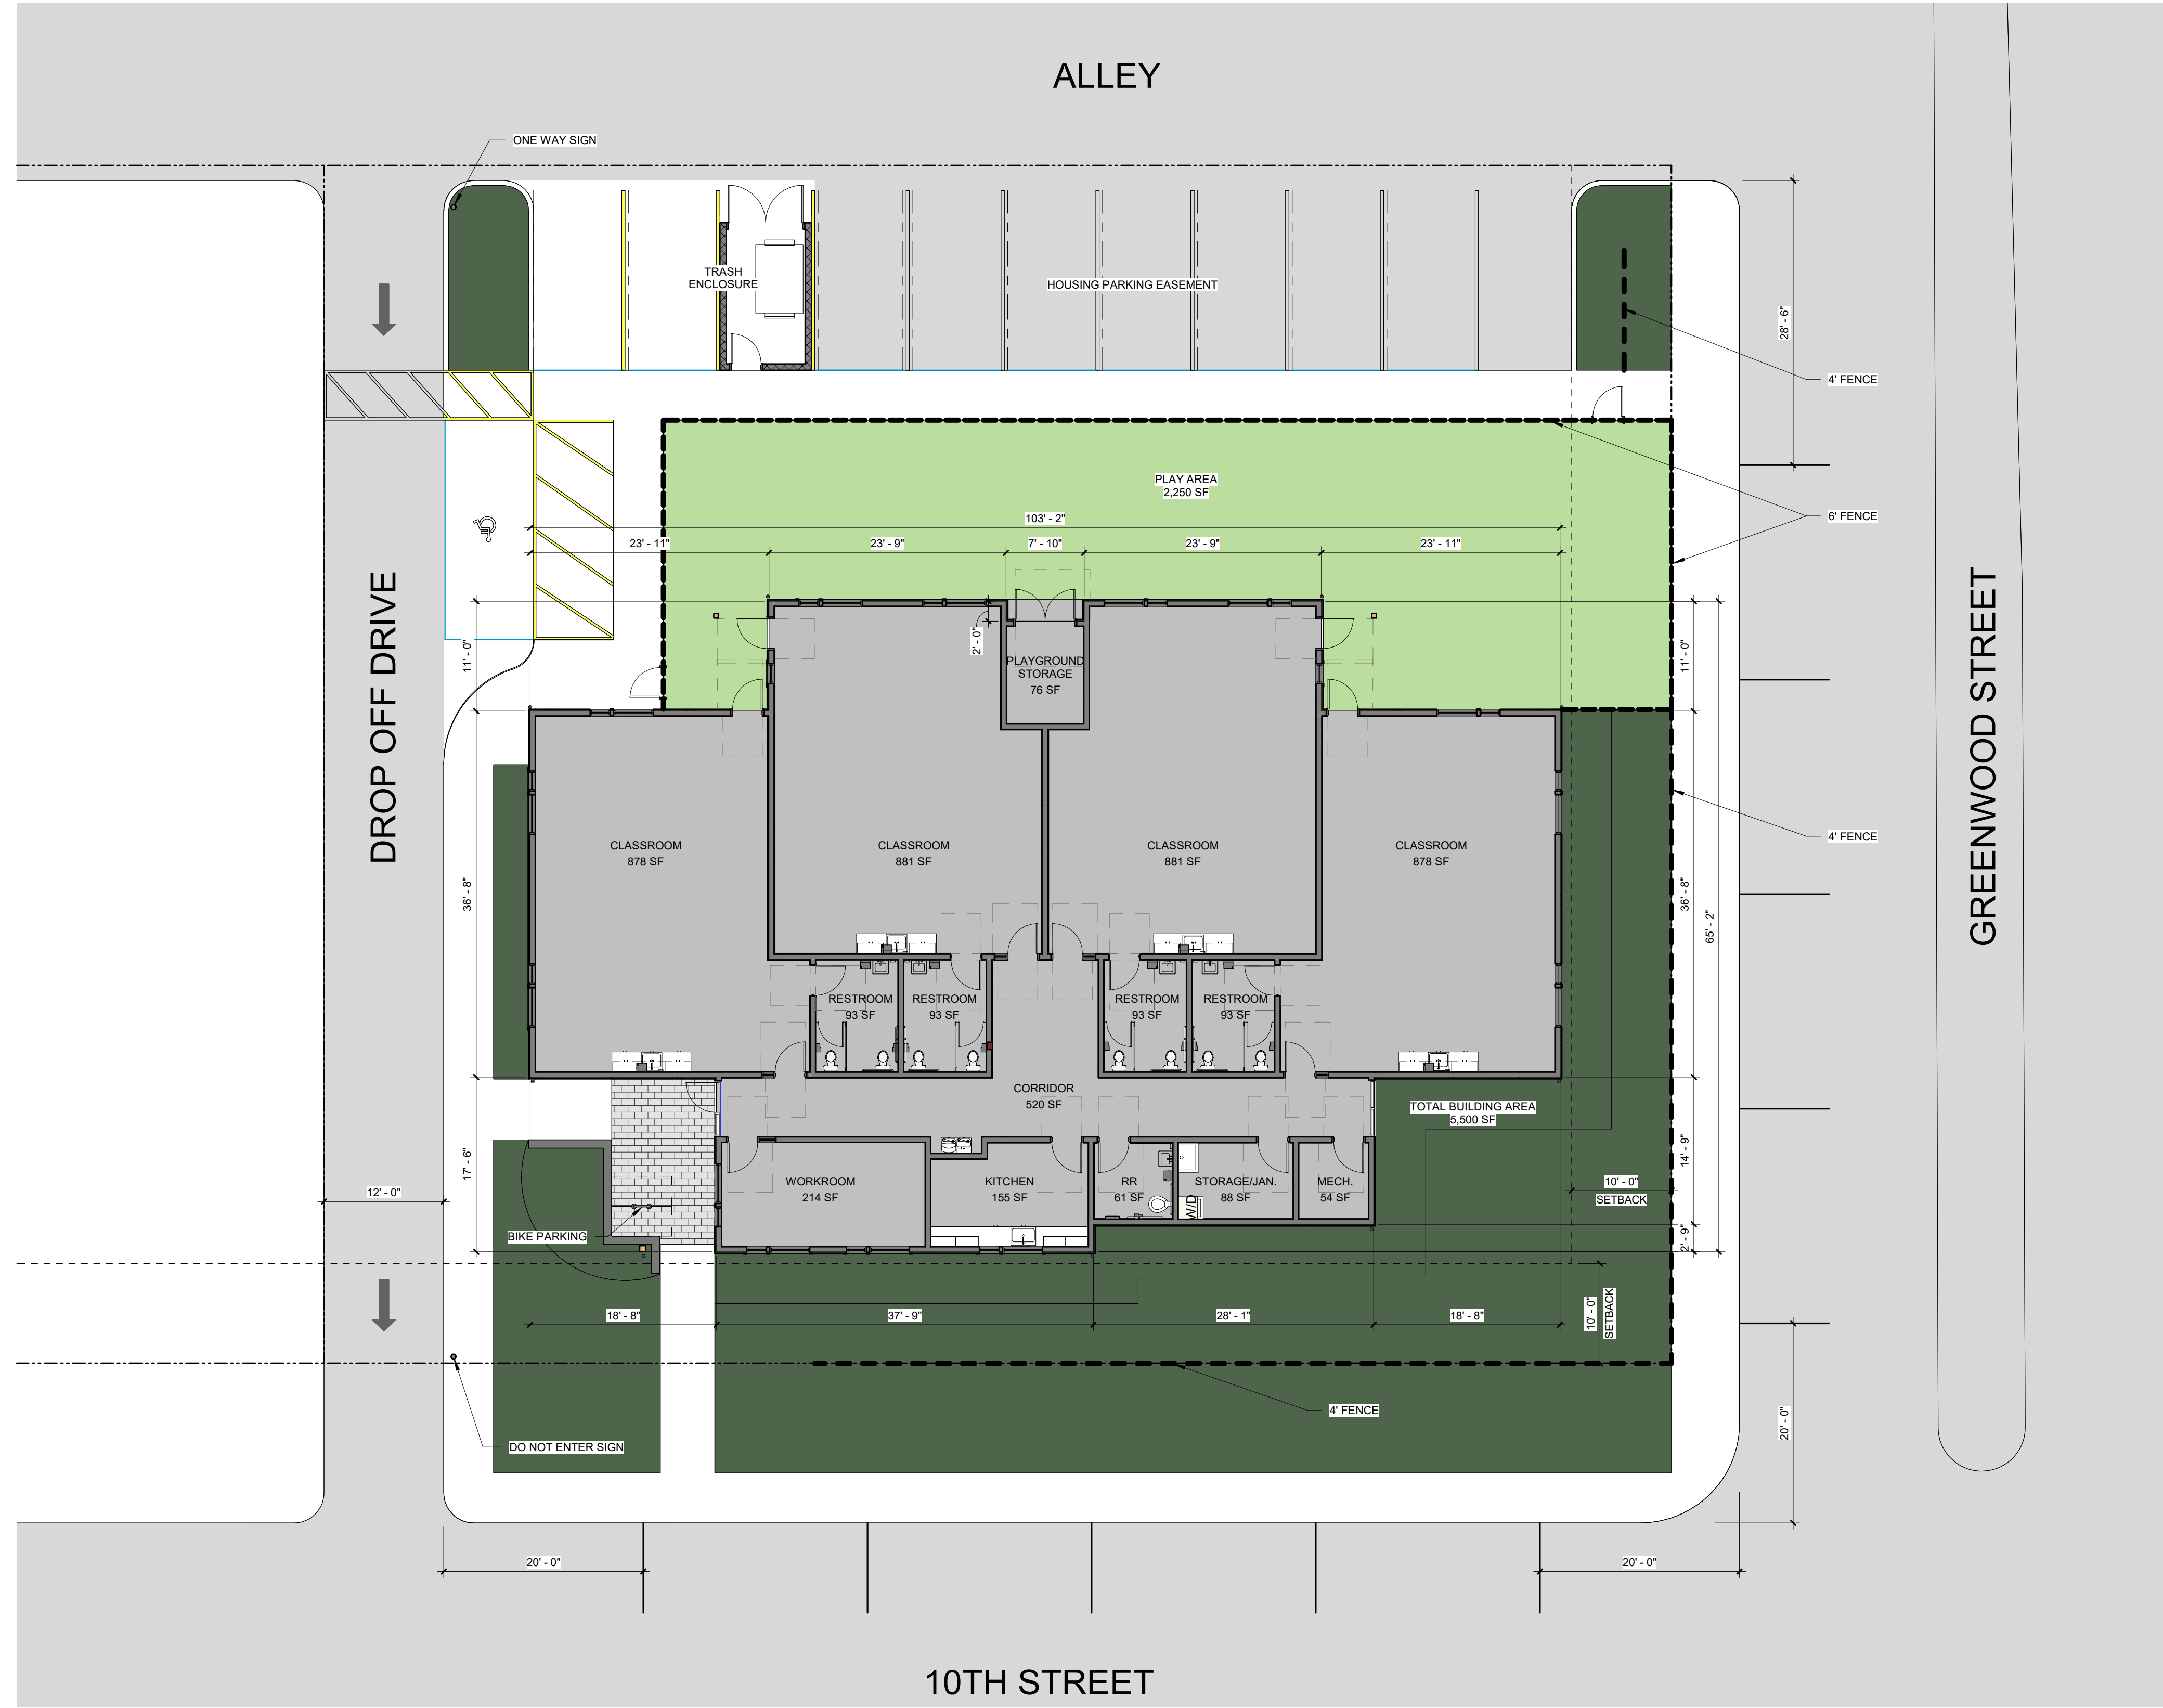 ALLEY
ONE WAY SIGN
TRASH
ENCLOSURE
HOUSING PARKING EASEMENT
28' - 6"
4' FENCE
PLAY AREA
2,250 SF
6' FENCE
103' - 2"
23' - 11"
23' - 9"
7' - 10"
23' - 9"
23' - 11"
DROP OFF DRIVE
GREENWOOD STREET
11' - 0"
2' - 0"
PLAYGROUND
STORAGE
76 SF
11' - 0"
4' FENCE
CLASSROOM
878 SF
CLASSROOM
881 SF
CLASSROOM
881 SF
CLASSROOM
878 SF
36' - 8"
36' - 8"
65' - 2"
RESTROOM
93 SF
RESTROOM
93 SF
RESTROOM
93 SF
RESTROOM
93 SF
CORRIDOR
520 SF
TOTAL BUILDING AREA
5,500 SF
17' - 6"
14' - 9"
12' - 0"
WORKROOM
214 SF
KITCHEN
155 SF
RR
61 SF
STORAGE/JAN.
88 SF
W/D
MECH.
54 SF
10' - 0"
SETBACK
BIKE PARKING
2' - 9"
18' - 8"
37' - 9"
28' - 1"
18' - 8"
10' - 0"
SETBACK
4' FENCE
DO NOT ENTER SIGN
20' - 0"
20' - 0"
20' - 0"
10TH STREET